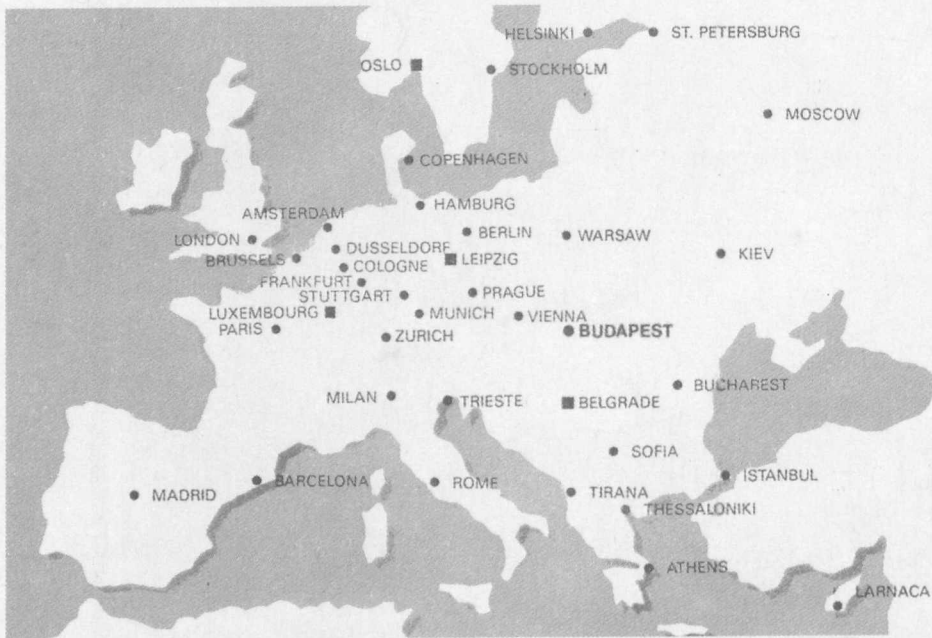 HELSINKI
ST. PETERSBURG
OSLO
STOCKHOLM
MOSCOW
COPENHAGEN
HAMBURG
AMSTERDAM
LONDON
BERLIN
WARSAW
DUSSELDORF
KIEV
BRUSSELS
COLOGNE
LEIPZIG
FRANKFURT
STUTTGART
PRAGUE
LUXEMBOURG
MUNICH
VIENNA
PARIS
ZURICH
BUDAPEST
BUCHAREST
MILAN
TRIESTE
BELGRADE
SOFIA
ISTANBUL
BARCELONA
ROME
MADRID
TIRANA
THESSALONIKI
ATHENS
LARNACA